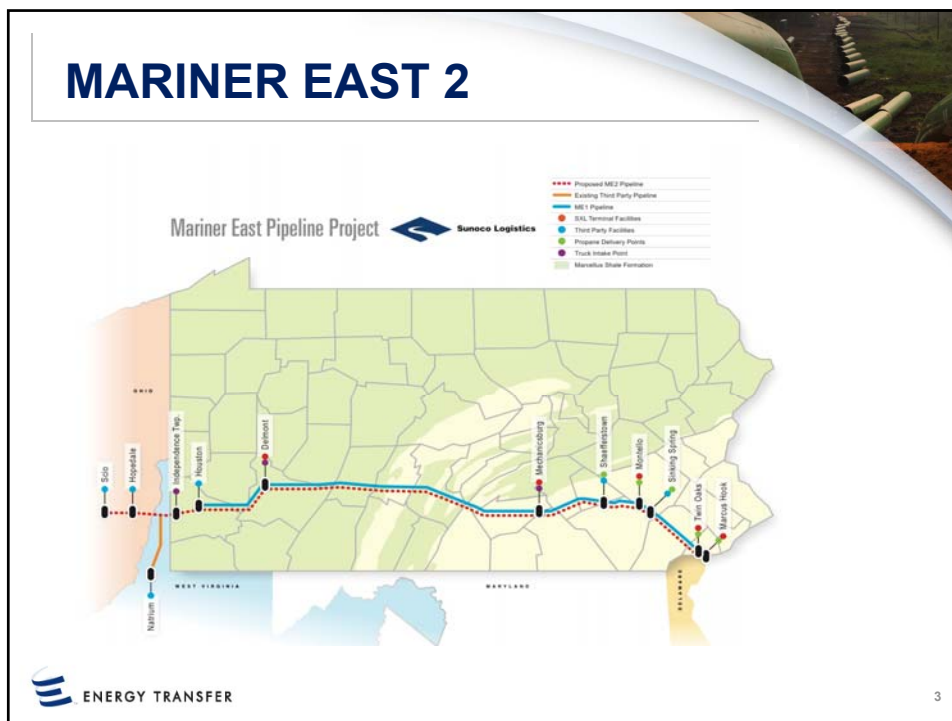 MARINER EAST 2
Mariner East Pipeline Project
Sunoco Logistics
Proposed ME2 Pipeline
Existing Third Party Pipeline
ME1 Pipeline
SXL Terminal Facilities
Third Party Facilities
Propane Delivery Points
Truck Intake Point
Marcellus Shale Formation
OHIO
Scio
Hopedale
Independence Twp.
Houston
Delmont
Mechanicsburg
Shaefferstown
Montello
Sinking Spring
Twin Oaks
Marcus Hook
Natrium
WEST VIRGINIA
MARYLAND
DELAWARE
ENERGY TRANSFER
3